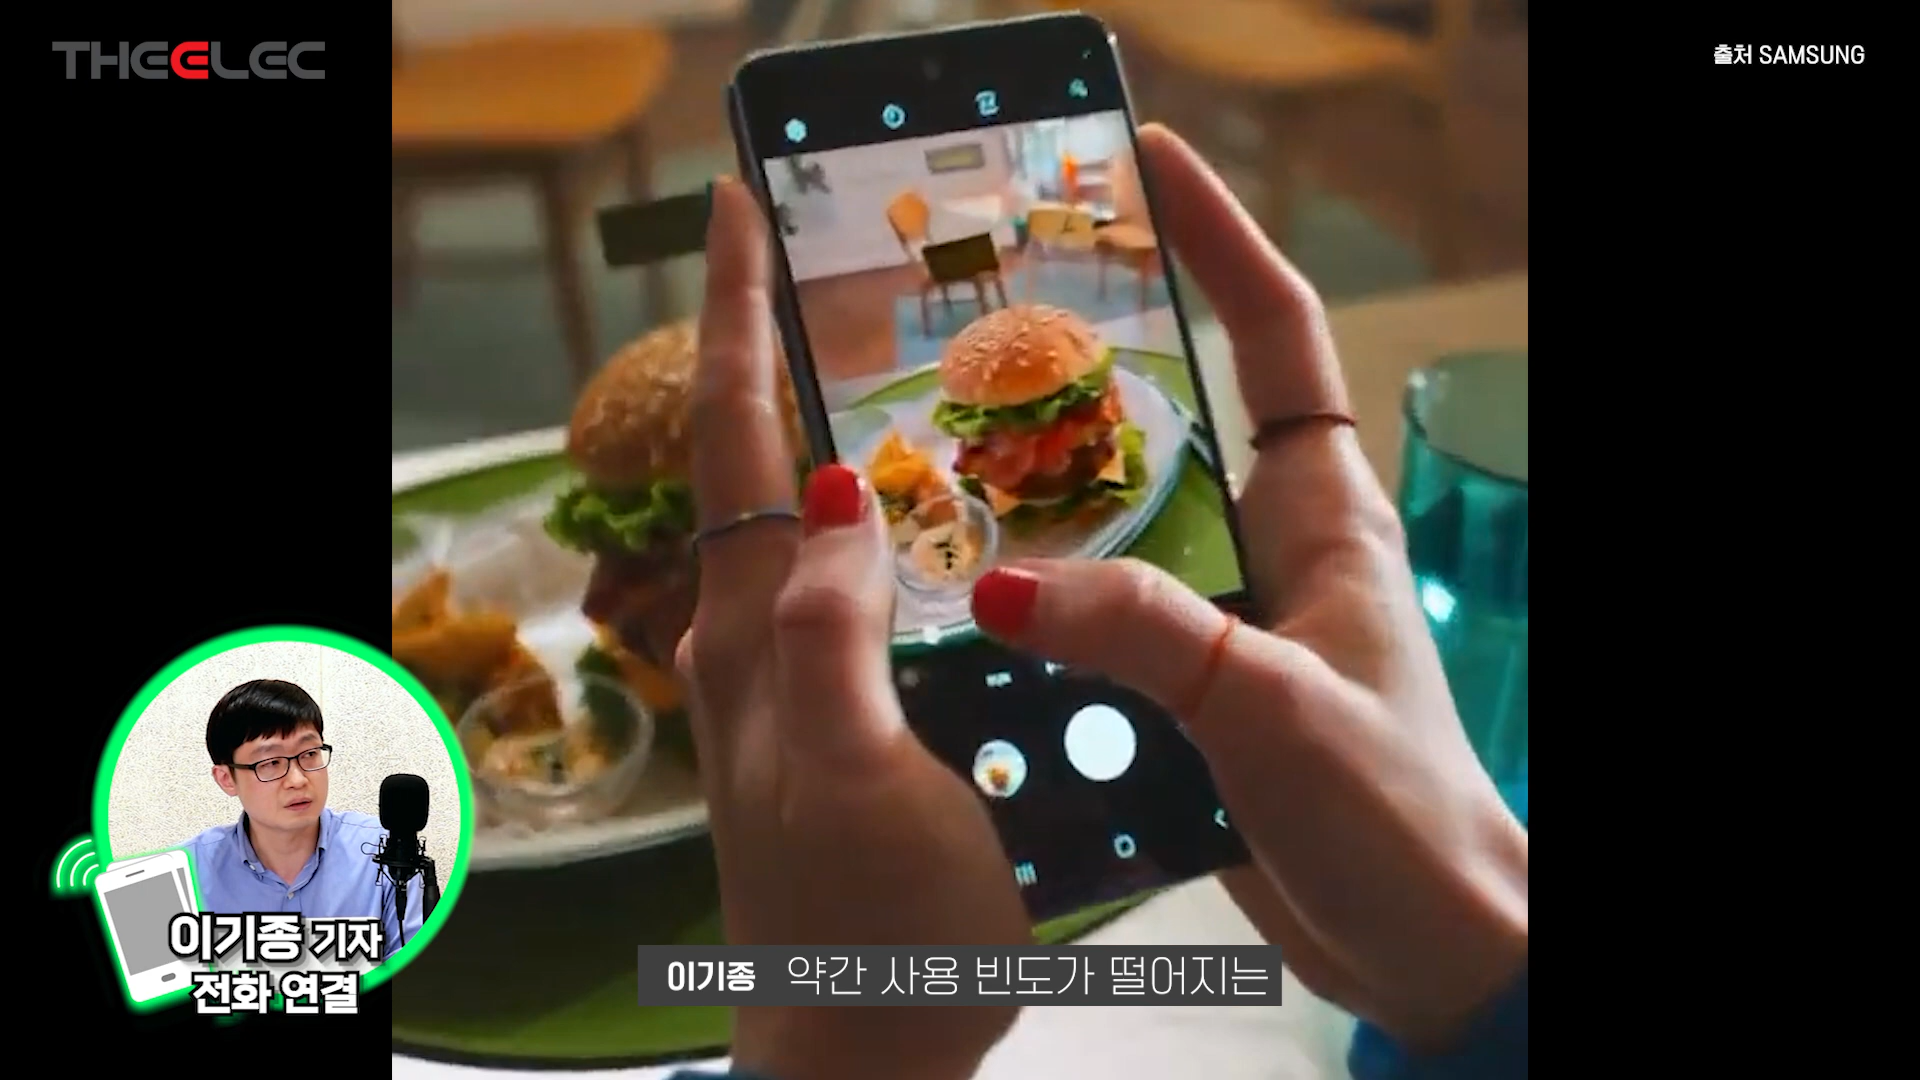 THEELEC
출처 SAMSUNG
이기종 기자
전화 연결
이기종 약간 사용 빈도가 떨어지는